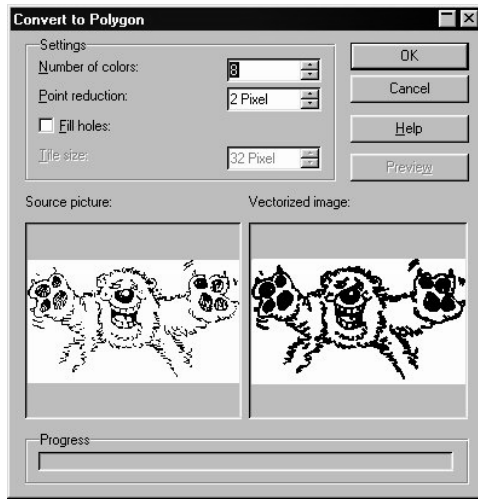 Convert to Polygon
Settings
Number of colors:
8
Point reduction:
2 Pixel
Fill holes:
Tile size:
32 Pixel
OK
Cancel
Help
Preview
Source picture:
Vectorized image:
Progress